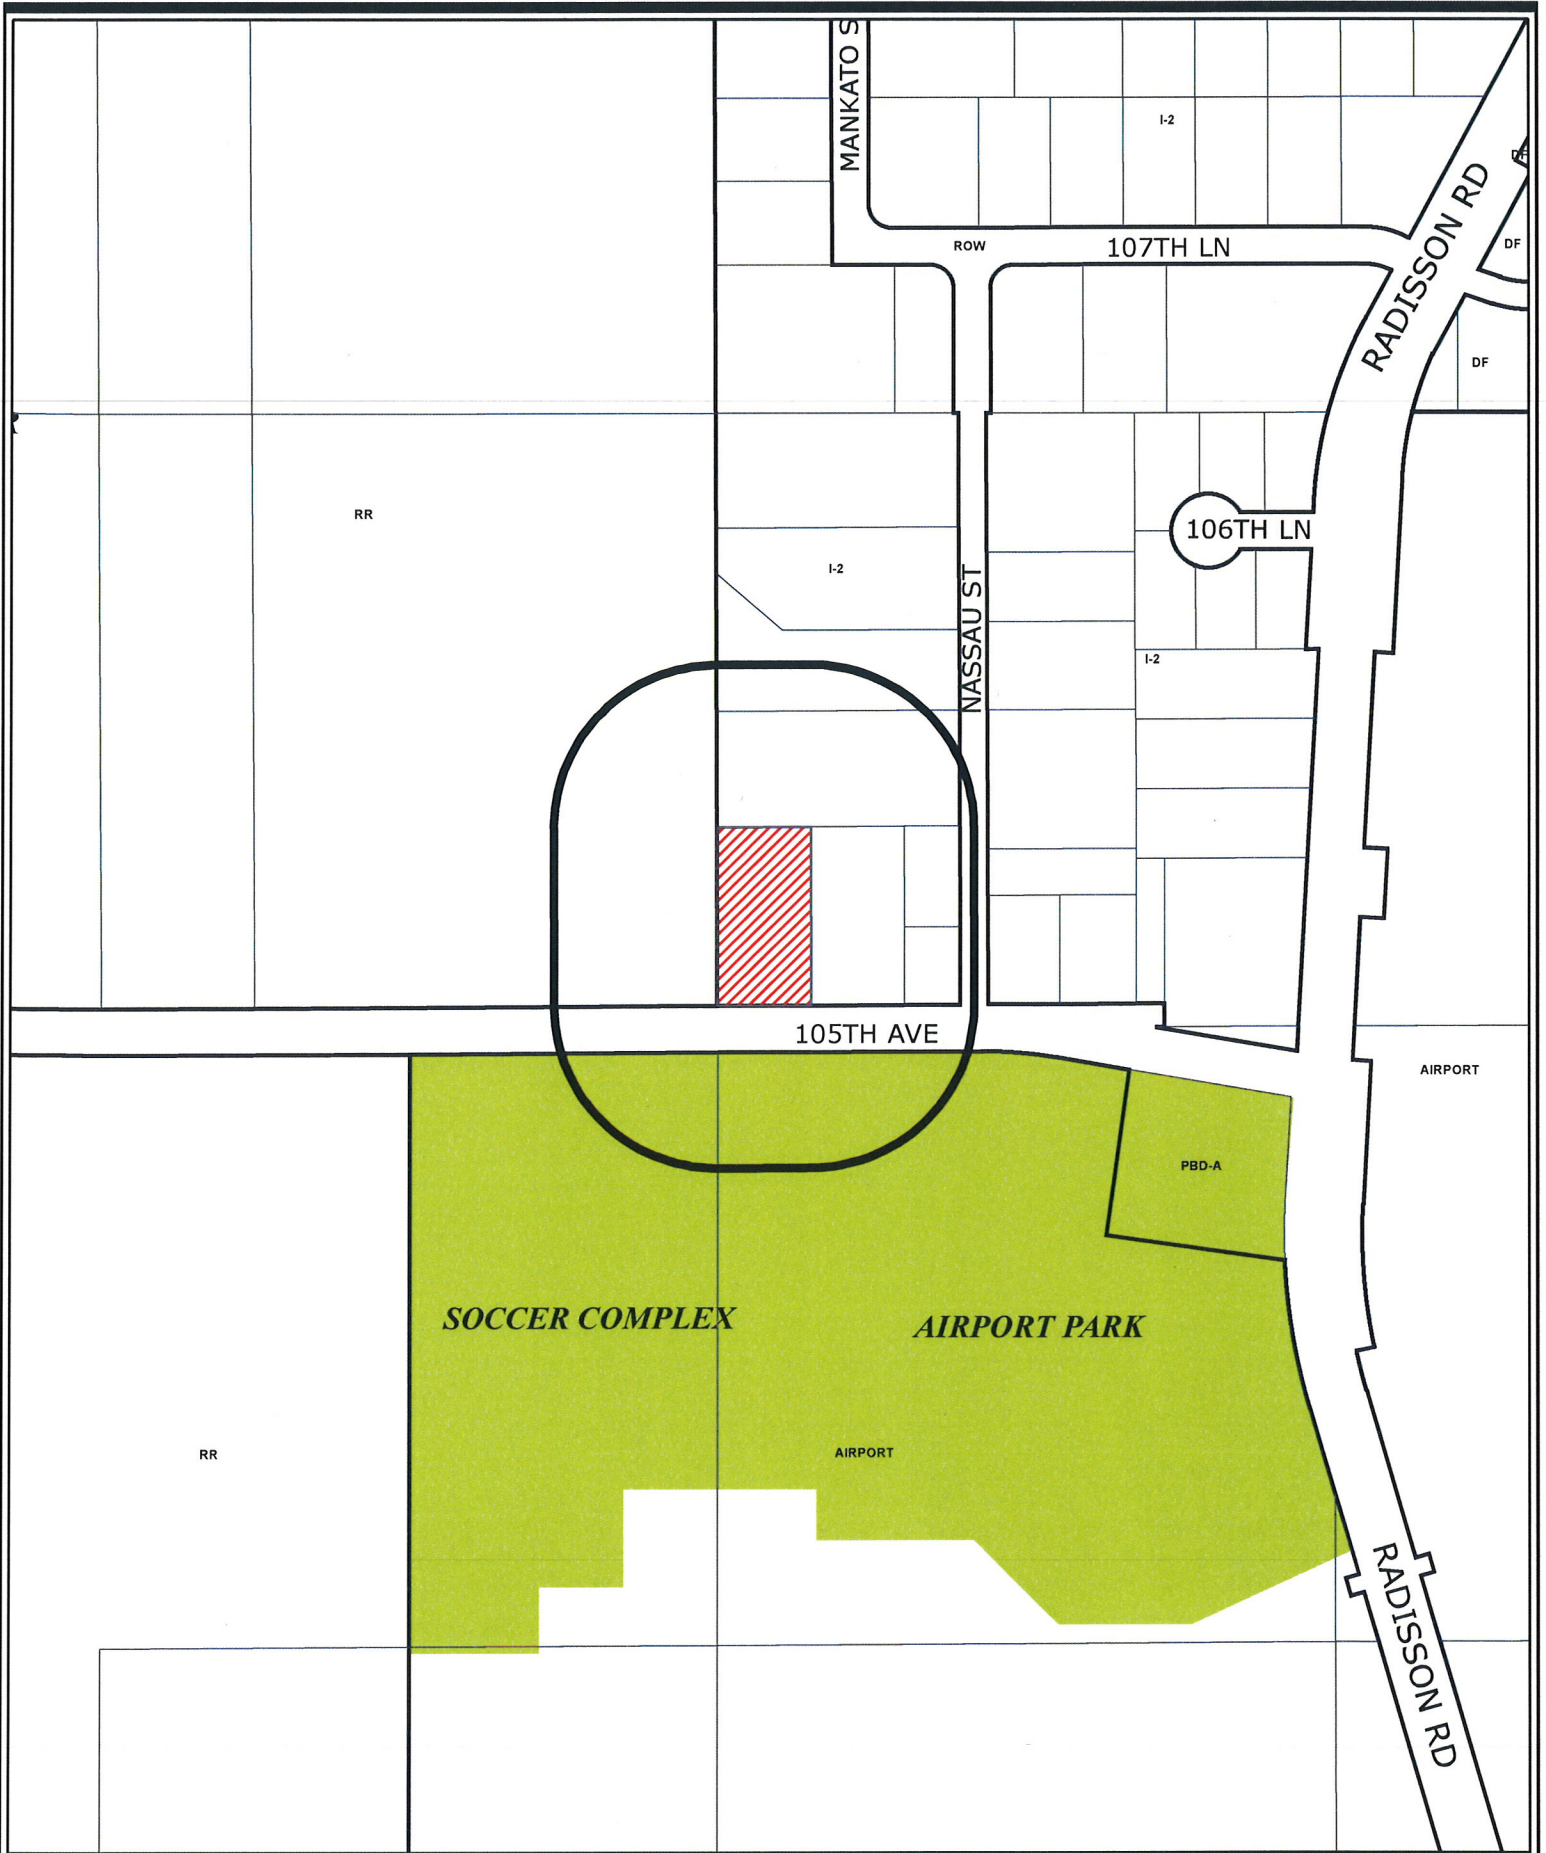 MANKATO S
I-2
DF
RADISSON RD
ROW
107TH LN
DF
DF
RR
106TH LN
I-2
NASSAU ST
I-2
105TH AVE
AIRPORT
PBD-A
SOCCER COMPLEX
AIRPORT PARK
RR
AIRPORT
RADISSON RD